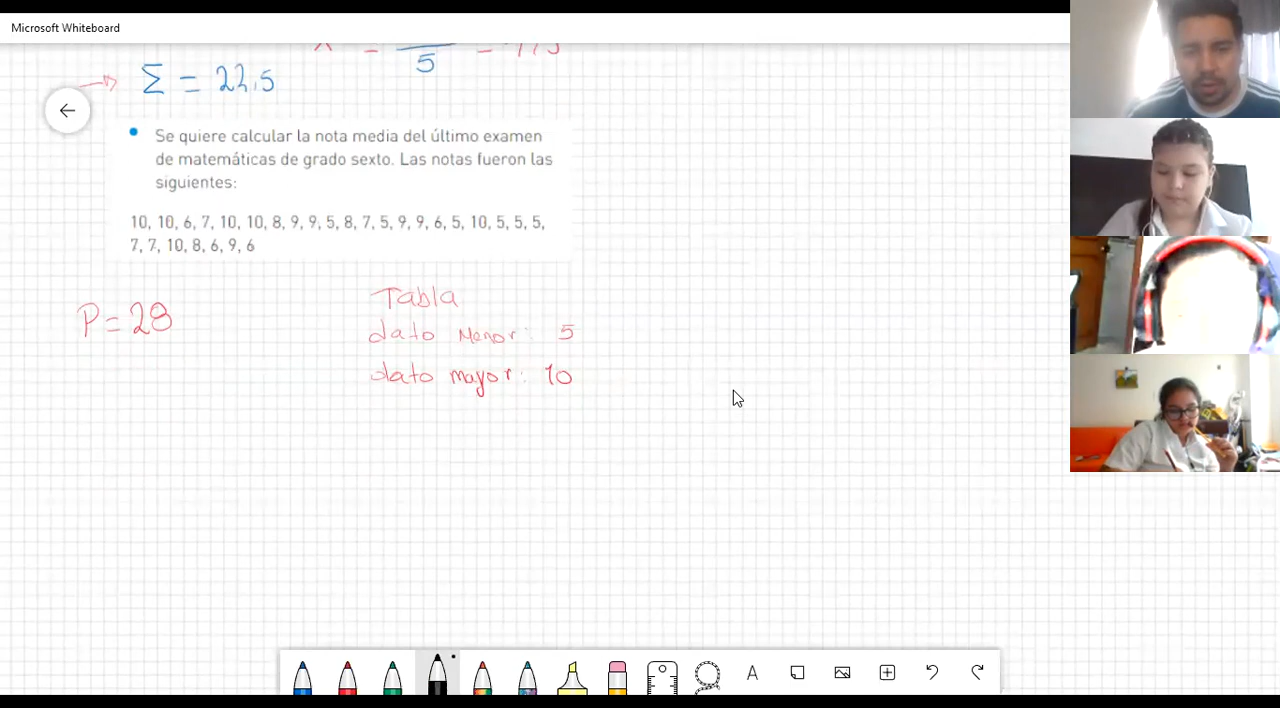 Microsoft Whiteboard
5
Σ = 22,5
• Se quiere calcular la nota media del último examen
de matemáticas de grado sexto. Las notas fueron las
siguientes:
10, 10, 6, 7, 10, 10, 8, 9, 9, 5, 8, 7, 5, 9, 9, 6, 5, 10, 5, 5, 5,
7, 7, 10, 8, 6, 9, 6
P = 28
Tabla
dato Menor: 5
dato mayor: 10
A